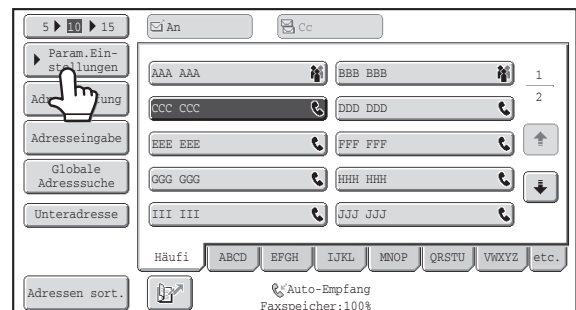 5 10 15
An
Cc
Param.Ein-
stellungen
Adresseingabe
Globale
Adresssuche
Unteradresse
Adressen sort.
AAA AAA
BBB BBB
CCC CCC
DDD DDD
EEE EEE
FFF FFF
GGG GGG
HHH HHH
III III
JJJ JJJ
1
2
Häufi ABCD EFGH IJKL MNOP QRSTU VWXYZ etc.
Auto-Empfang
Faxspeicher:100%